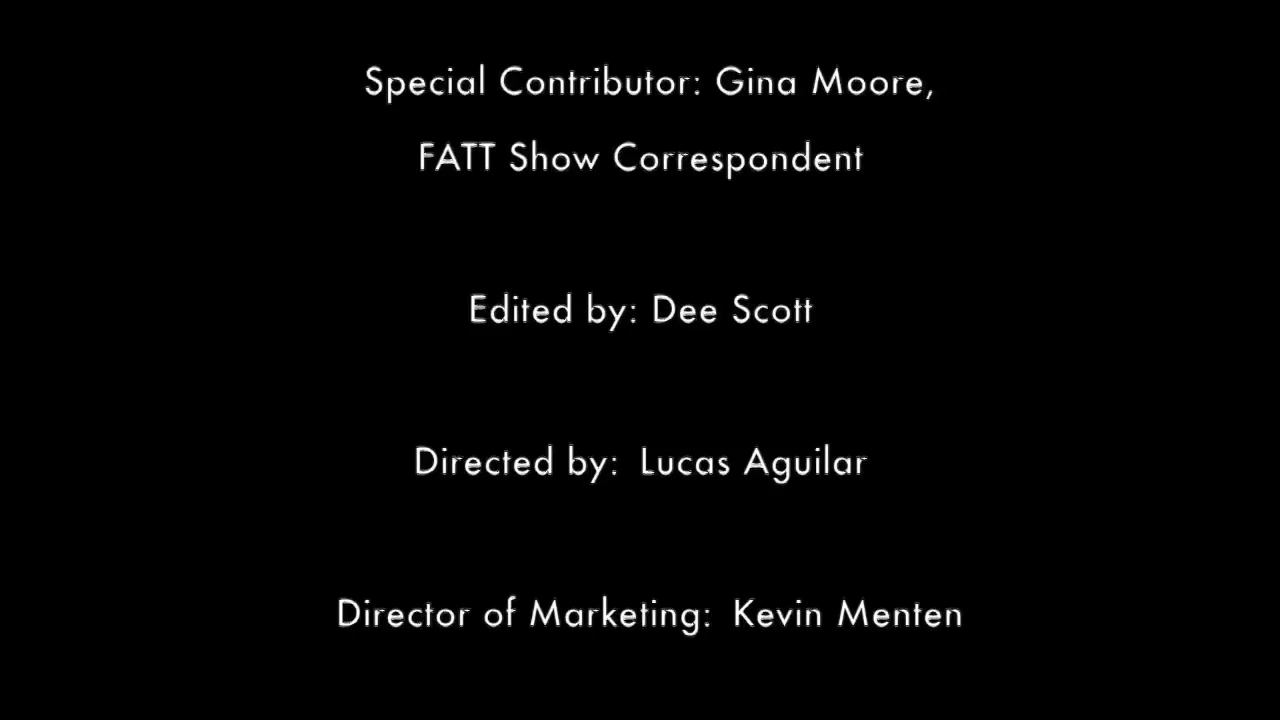 Special Contributor: Gina Moore,
FATT Show Correspondent
Edited by: Dee Scott
Directed by: Lucas Aguilar
Director of Marketing: Kevin Menten